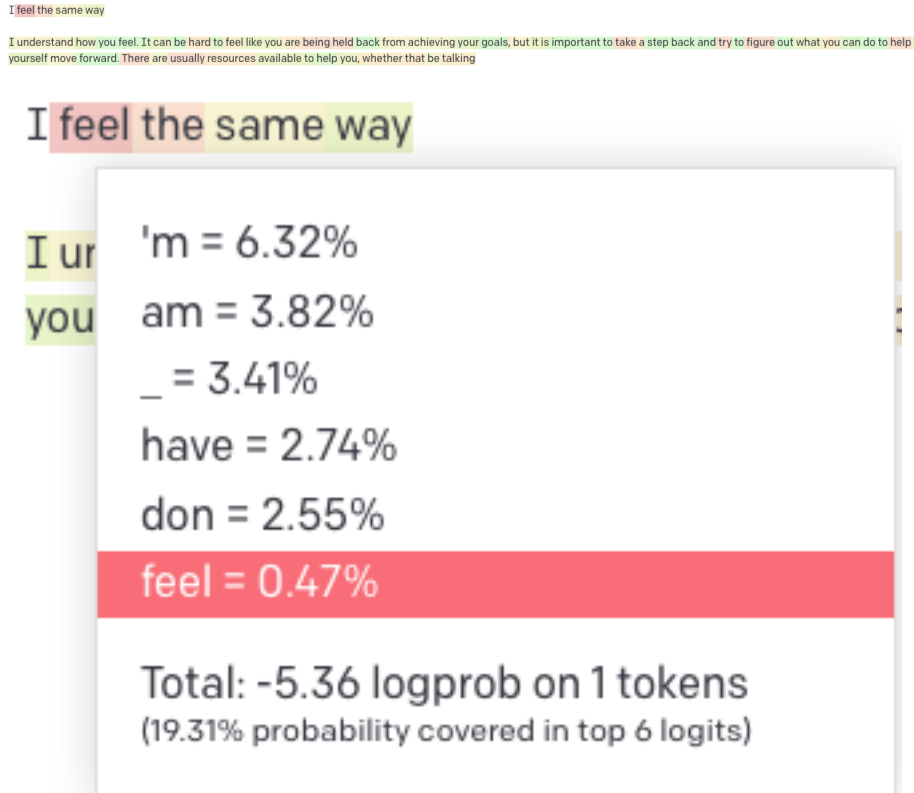 I feel the same way
I understand how you feel. It can be hard to feel like you are being held back from achieving your goals, but it is important to take a step back and try to figure out what you can do to help
yourself move forward. There are usually resources available to help you, whether that be talking
I feel the same way
I ur
you
'm = 6.32%
am = 3.82%
_ = 3.41%
have = 2.74%
don = 2.55%
feel = 0.47%
Total: -5.36 logprob on 1 tokens
(19.31% probability covered in top 6 logits)